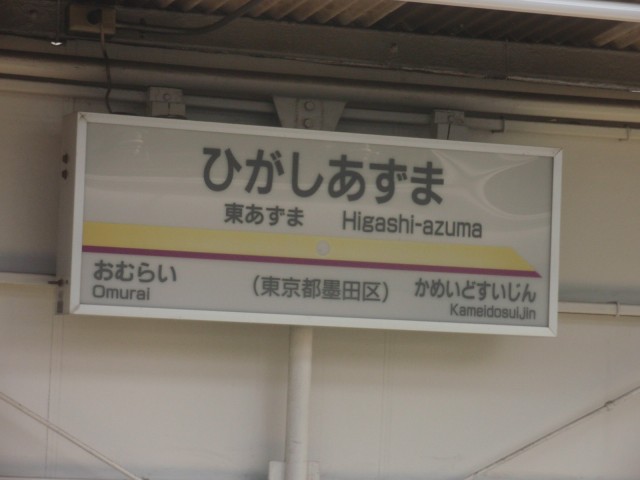 ひがしあずま
東あずま Higashi-azuma
おむらい
Omurai
(東京都墨田区)
かめいどすいじん
Kameidosuijin